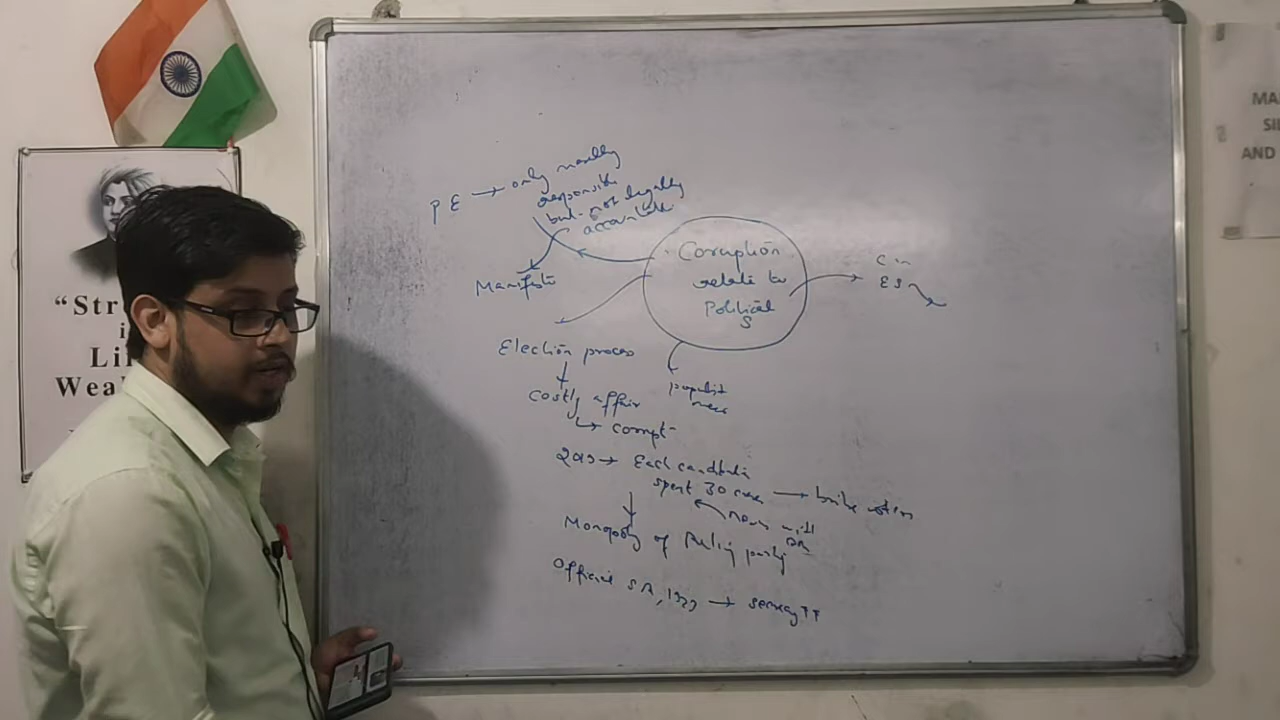 P E → only morally
responsible
but not legally
accountable
Manifesto
Corruption
relate to
Political
S
C in
ES
Election process
Costly affair
↳ corrupt
populist
2019 → Each candidate
spent 30 crore → bribe voters
Monopoly of Ruling party
Official SA, 1923 → secrecy
"Str
i
Li
Wea
MA
SI
AND